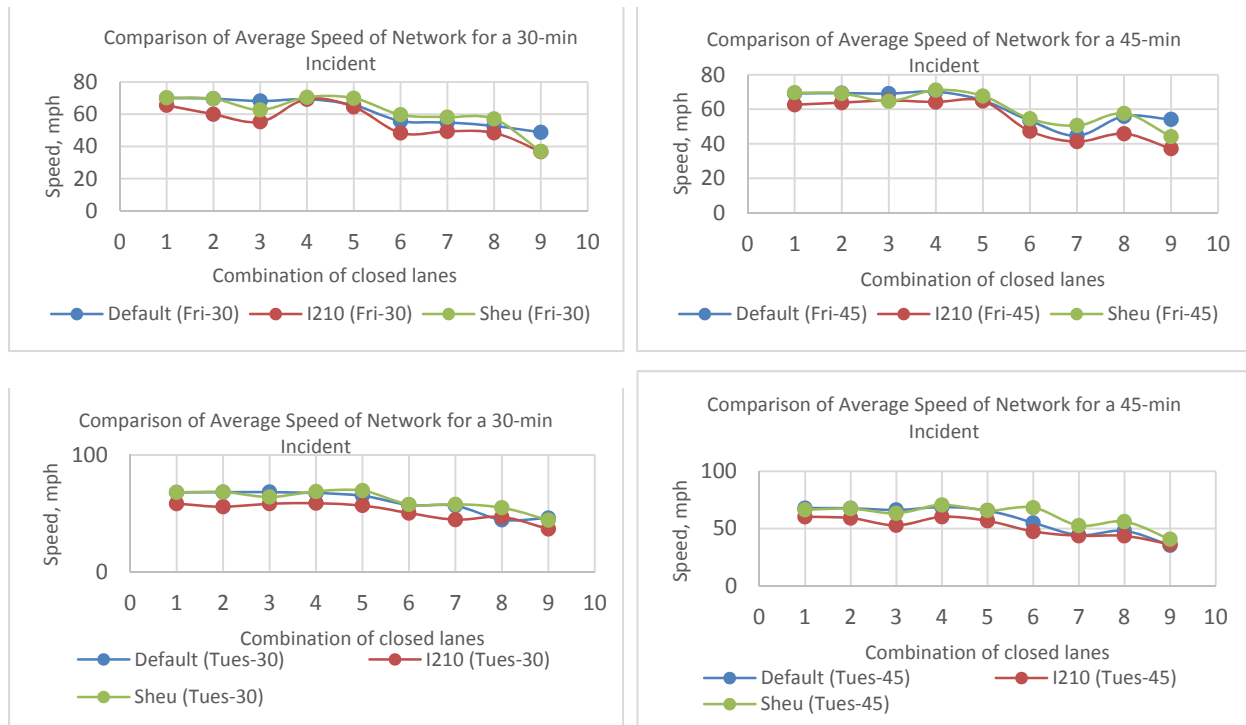 Comparison of Average Speed of Network for a 30-min
Incident
80
60
40
20
0
Speed, mph
0 1 2 3 4 5 6 7 8 9 10
Combination of closed lanes
Default (Fri-30) I210 (Fri-30) Sheu (Fri-30)
Comparison of Average Speed of Network for a 45-min
Incident
80
60
40
20
0
Speed, mph
0 1 2 3 4 5 6 7 8 9 10
Combination of closed lanes
Default (Fri-45) I210 (Fri-45) Sheu (Fri-45)
Comparison of Average Speed of Network for a 30-min
Incident
100
50
0
Speed, mph
0 1 2 3 4 5 6 7 8 9 10
Combination of closed lanes
Default (Tues-30) I210 (Tues-30)
Sheu (Tues-30)
Comparison of Average Speed of Network for a 45-min
Incident
100
50
0
Speed, mph
0 1 2 3 4 5 6 7 8 9 10
Combination of closed lanes
Default (Tues-45) I210 (Tues-45)
Sheu (Tues-45)